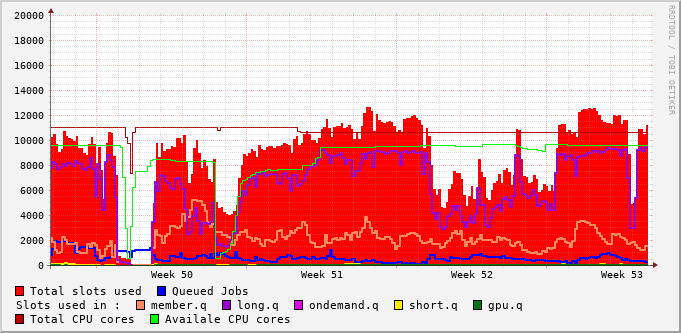 20000
18000
16000
14000
12000
10000
8000
6000
4000
2000
0
Week 50 Week 51 Week 52 Week 53
RRDTOOL / TOBI OETIKER
Total slots used Queued Jobs
Slots used in : member.q long.q ondemand.q short.q gpu.q
Total CPU cores Availale CPU cores